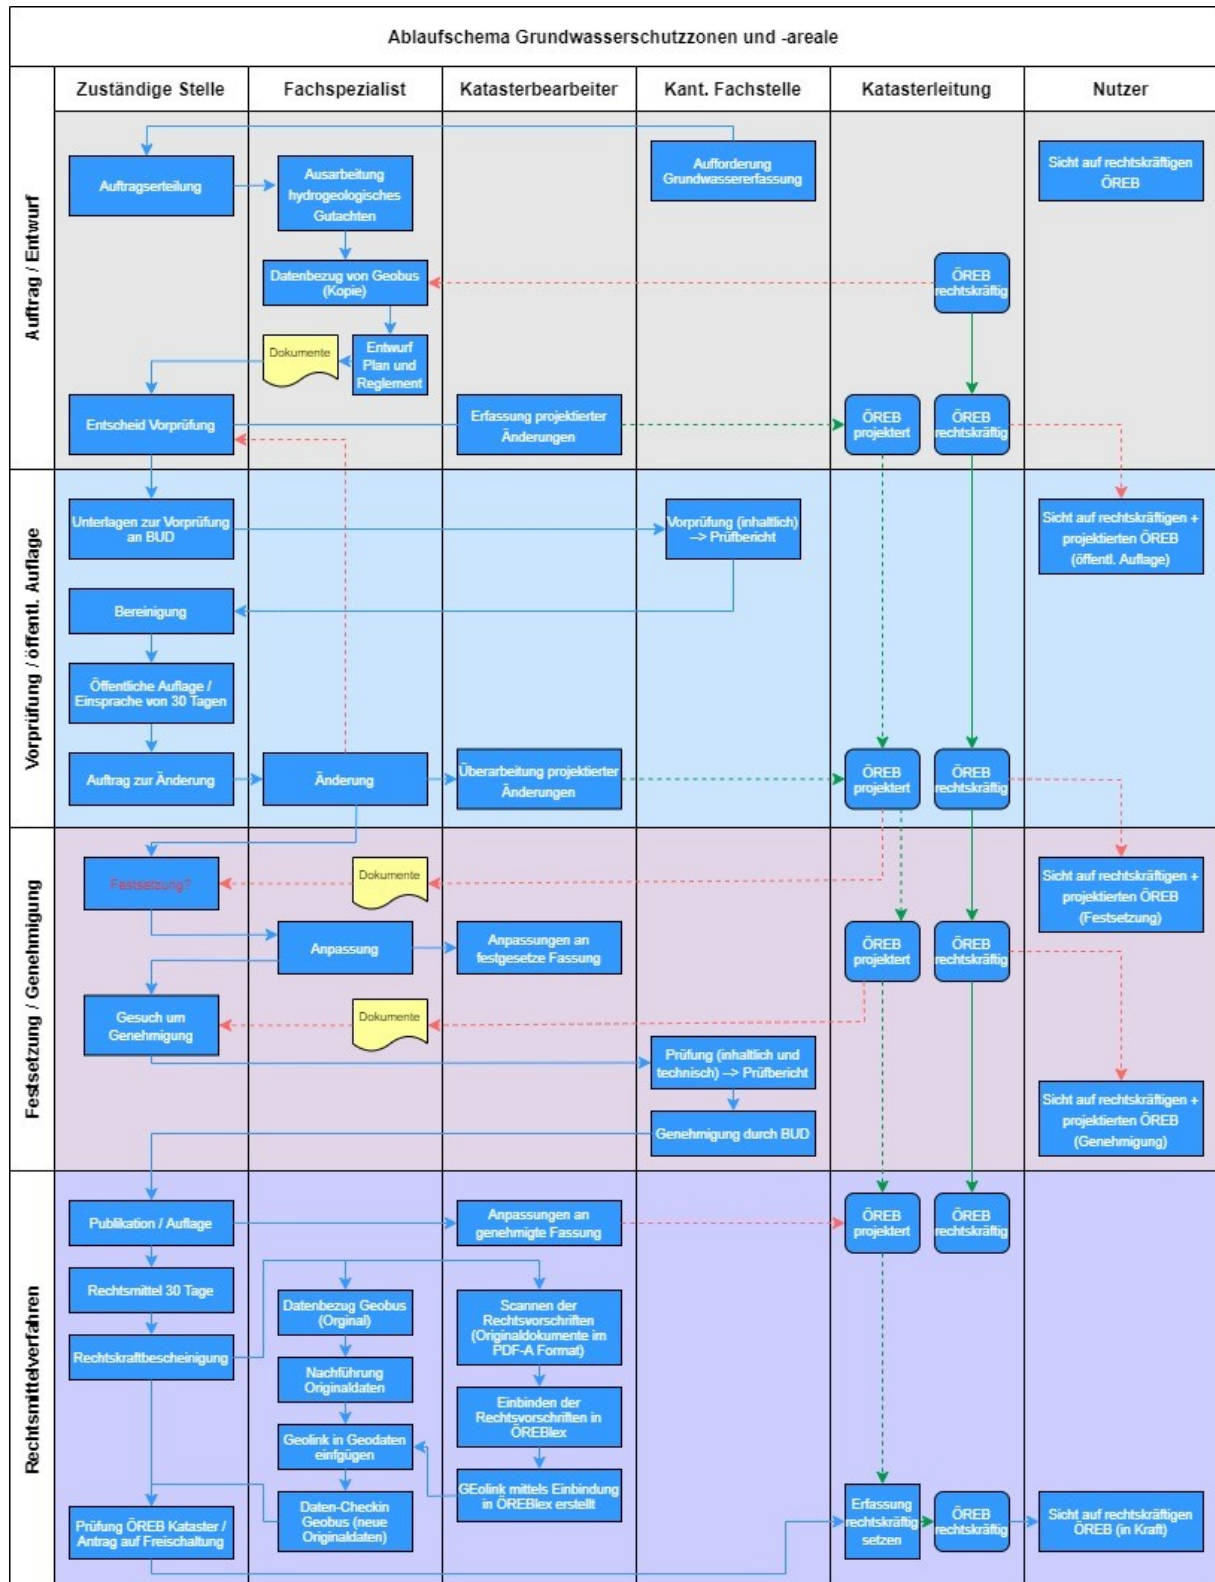 Ablaufschema Grundwasserschutzzonen und -areale
Zuständige Stelle
Fachspezialist
Katasterbearbeiter
Kant. Fachstelle
Katasterleitung
Nutzer
Auftrag / Entwurf
Auftragserteilung
Ausarbeitung
hydrogeologisches
Gutachten
Aufforderung
Grundwassererfassung
Sicht auf rechtskräftigen
ÖREB
Datenbezug von Geobus
(Kopie)
ÖREB
rechtskräftig
Dokumente
Entwurf
Plan und
Reglement
Entscheid Vorprüfung
Erfassung projektierter
Änderungen
ÖREB
projektert
ÖREB
rechtskräftig
Vorprüfung / öffentl. Auflage
Unterlagen zur Vorprüfung
an BUD
Vorprüfung (inhaltlich)
--> Prüfbericht
Sicht auf rechtskräftigen +
projektierten ÖREB
(öffentl. Auflage)
Bereinigung
Öffentliche Auflage /
Einsprache von 30 Tagen
Auftrag zur Änderung
Änderung
Überarbeitung projektierter
Änderungen
ÖREB
projektert
ÖREB
rechtskräftig
Festsetzung / Genehmigung
Festsetzung?
Dokumente
Sicht auf rechtskräftigen +
projektierten ÖREB
(Festsetzung)
Anpassung
Anpassungen an
festgesetze Fassung
ÖREB
projektert
ÖREB
rechtskräftig
Gesuch um
Genehmigung
Dokumente
Prüfung (inhaltlich und
technisch) --> Prüfbericht
Sicht auf rechtskräftigen +
projektierten ÖREB
(Genehmigung)
Genehmigung durch BUD
Rechtsmittelverfahren
Publikation / Auflage
Anpassungen an
genehmigte Fassung
ÖREB
projektert
ÖREB
rechtskräftig
Rechtsmittel 30 Tage
Datenbezug Geobus
(Orginal)
Scannen der
Rechtsvorschriften
(Originaldokumente im
PDF-A Format)
Rechtskraftbescheinigung
Nachführung
Originaldaten
Einbinden der
Rechtsvorschriften in
ÖREBlex
Geolink in Geodaten
einfgügen
GEolink mittels Einbindung
in ÖREBlex erstellt
Prüfung ÖREB Kataster /
Antrag auf Freischaltung
Daten-Checkin
Geobus (neue
Originaldaten)
Erfassung
rechtskräftig
setzen
ÖREB
rechtskräftig
Sicht auf rechtskräftigen
ÖREB (in Kraft)